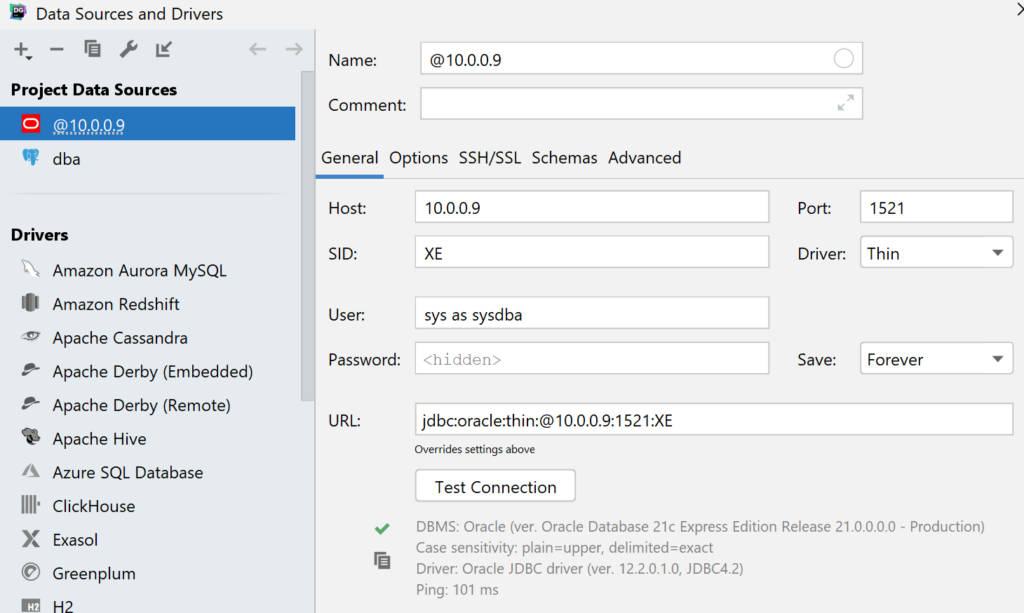 DG Data Sources and Drivers
Project Data Sources
@10.0.0.9
dba
Drivers
Amazon Aurora MySQL
Amazon Redshift
Apache Cassandra
Apache Derby (Embedded)
Apache Derby (Remote)
Apache Hive
Azure SQL Database
ClickHouse
Exasol
Greenplum
H2 H2
Name: @10.0.0.9
Comment:
General Options SSH/SSL Schemas Advanced
Host: 10.0.0.9 Port: 1521
SID: XE Driver: Thin
User: sys as sysdba
Password: <hidden> Save: Forever
URL: jdbc:oracle:thin:@10.0.0.9:1521:XE
Overrides settings above
Test Connection
DBMS: Oracle (ver. Oracle Database 21c Express Edition Release 21.0.0.0.0 - Production)
Case sensitivity: plain=upper, delimited=exact
Driver: Oracle JDBC driver (ver. 12.2.0.1.0, JDBC4.2)
Ping: 101 ms